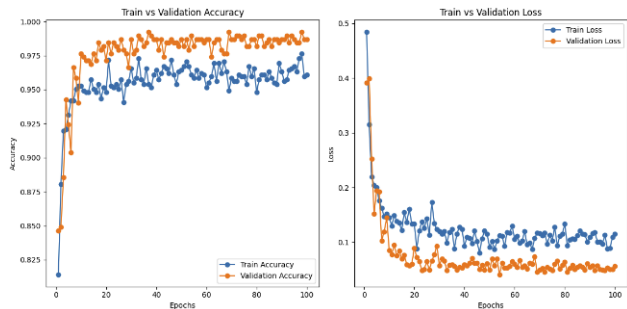 Train vs Validation Accuracy
1.000
0.975
0.950
0.925
0.900
0.875
0.850
0.825
Accuracy
Train Accuracy
Validation Accuracy
0 20 40 60 80 100
Epochs
Train vs Validation Loss
0.5
0.4
0.3
0.2
0.1
Loss
Train Loss
Validation Loss
0 20 40 60 80 100
Epochs